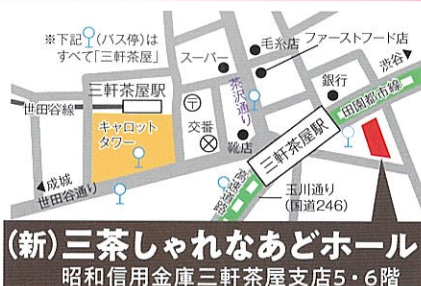 ※下記(バス停)は
すべて「三軒茶屋」
毛糸店
ファーストフード店
スーパー
渋谷▶
茶沢通り
銀行
三軒茶屋駅
田園都市線
世田谷線
〒
キャロット
タワー
交番
靴店
三軒茶屋駅
◀成城
世田谷通り
高速道路
玉川通り
(国道246)
(新)三茶しゃれなあどホール
昭和信用金庫三軒茶屋支店5・6階